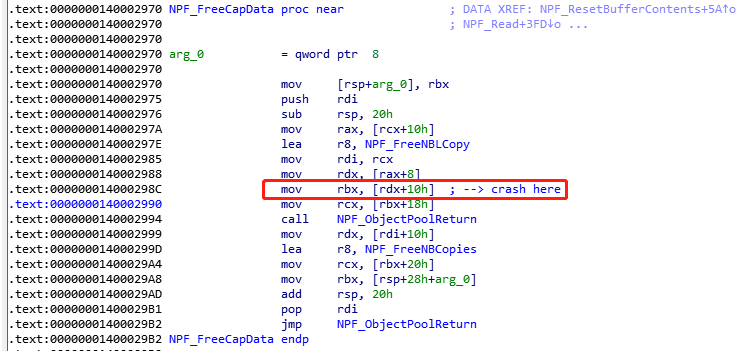 .text:0000000140002970 NPF_FreeCapData proc near ; DATA XREF: NPF_ResetBufferContents+5A↑o
.text:0000000140002970 ; NPF_Read+3FD↓o ...
.text:0000000140002970
.text:0000000140002970 arg_0 = qword ptr 8
.text:0000000140002970
.text:0000000140002970 mov [rsp+arg_0], rbx
.text:0000000140002975 push rdi
.text:0000000140002976 sub rsp, 20h
.text:000000014000297A mov rax, [rcx+10h]
.text:000000014000297E lea r8, NPF_FreeNBLCopy
.text:0000000140002985 mov rdi, rcx
.text:0000000140002988 mov rdx, [rax+8]
.text:000000014000298C mov rbx, [rdx+10h] ; --> crash here
.text:0000000140002990 mov rcx, [rbx+18h]
.text:0000000140002994 call NPF_ObjectPoolReturn
.text:0000000140002999 mov rdx, [rdi+10h]
.text:000000014000299D lea r8, NPF_FreeNBCopies
.text:00000001400029A4 mov rcx, [rbx+20h]
.text:00000001400029A8 mov rbx, [rsp+28h+arg_0]
.text:00000001400029AD add rsp, 20h
.text:00000001400029B1 pop rdi
.text:00000001400029B2 jmp NPF_ObjectPoolReturn
.text:00000001400029B2 NPF_FreeCapData endp